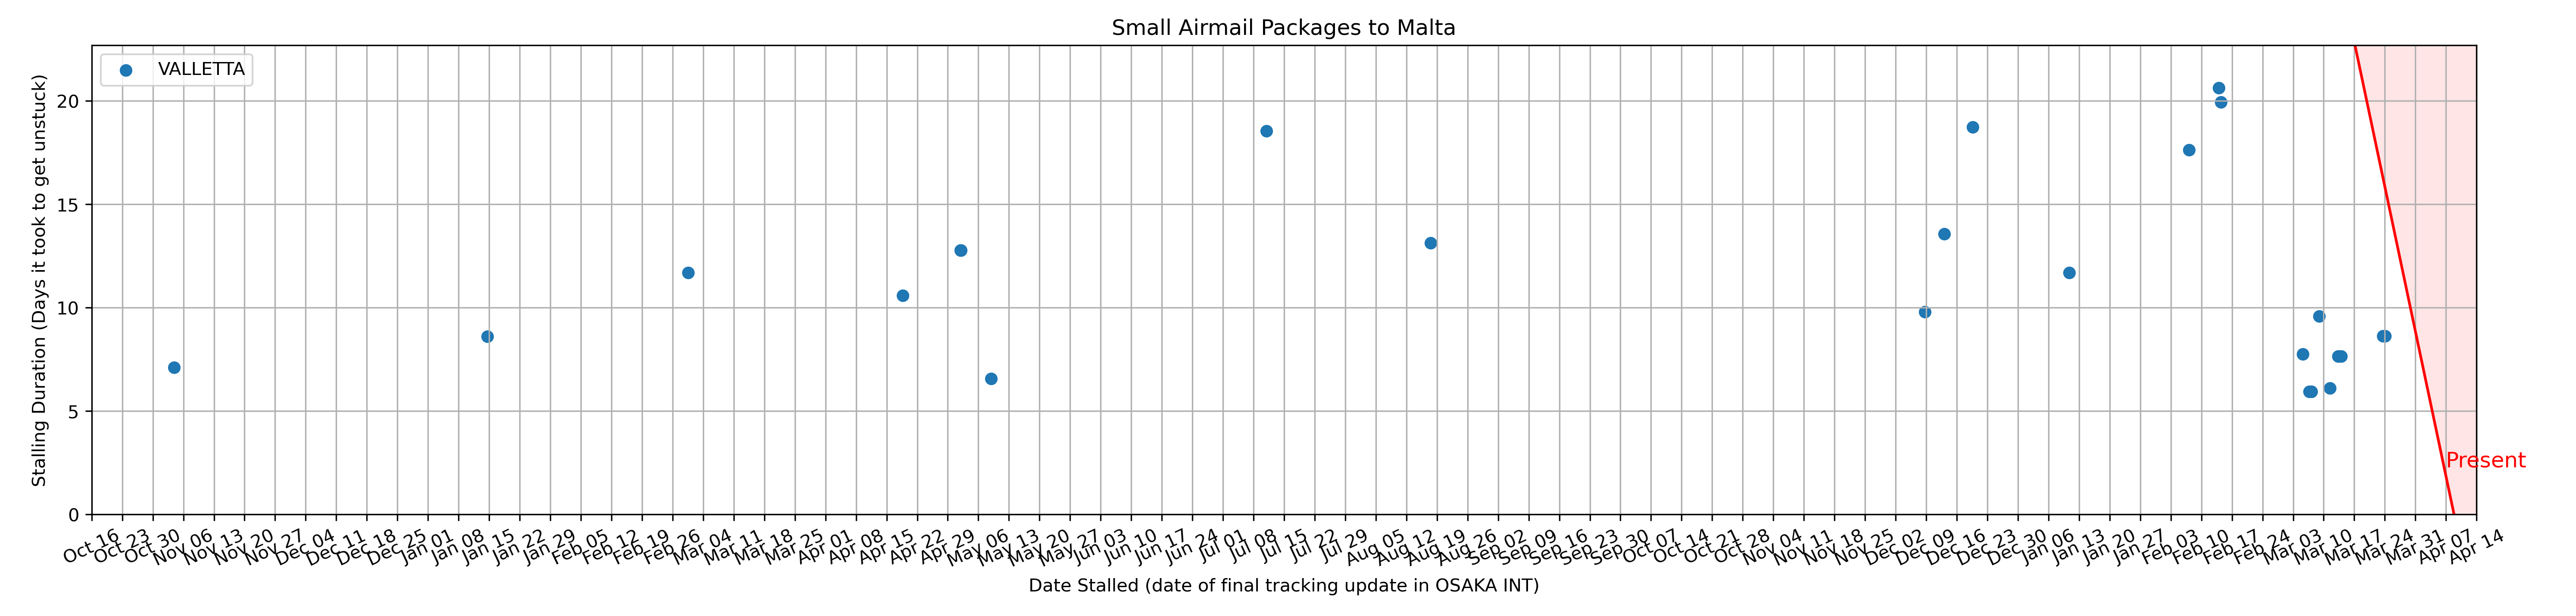 Small Airmail Packages to Malta
VALLETTA
Stalling Duration (Days it took to get unstuck)
20
15
10
5
0
Present
Oct 16 Oct 23 Oct 30 Nov 06 Nov 13 Nov 20 Nov 27 Dec 04 Dec 11 Dec 18 Dec 25 Jan 01 Jan 08 Jan 15 Jan 22 Jan 29 Feb 05 Feb 12 Feb 19 Feb 26 Mar 04 Mar 11 Mar 18 Mar 25 Apr 01 Apr 08 Apr 15 Apr 22 Apr 29 May 06 May 13 May 20 May 27 Jun 03 Jun 10 Jun 17 Jun 24 Jul 01 Jul 08 Jul 15 Jul 22 Jul 29 Aug 05 Aug 12 Aug 19 Aug 26 Sep 02 Sep 09 Sep 16 Sep 23 Sep 30 Oct 07 Oct 14 Oct 21 Oct 28 Nov 04 Nov 11 Nov 18 Nov 25 Dec 02 Dec 09 Dec 16 Dec 23 Dec 30 Jan 06 Jan 13 Jan 20 Jan 27 Feb 03 Feb 10 Feb 17 Feb 24 Mar 03 Mar 10 Mar 17 Mar 24 Mar 31 Apr 07 Apr 14
Date Stalled (date of final tracking update in OSAKA INT)